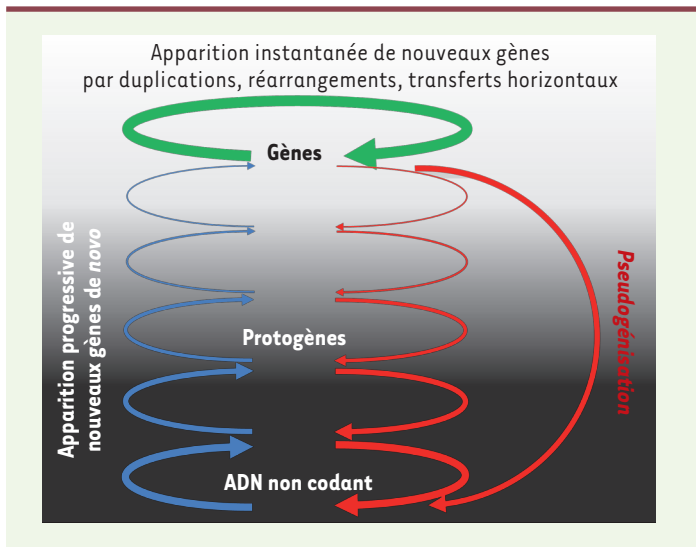 Apparition instantanée de nouveaux gènes
par duplications, réarrangements, transferts horizontaux
Gènes
Apparition progressive de
nouveaux gènes de novo
Protogènes
Pseudogénisation
ADN non codant